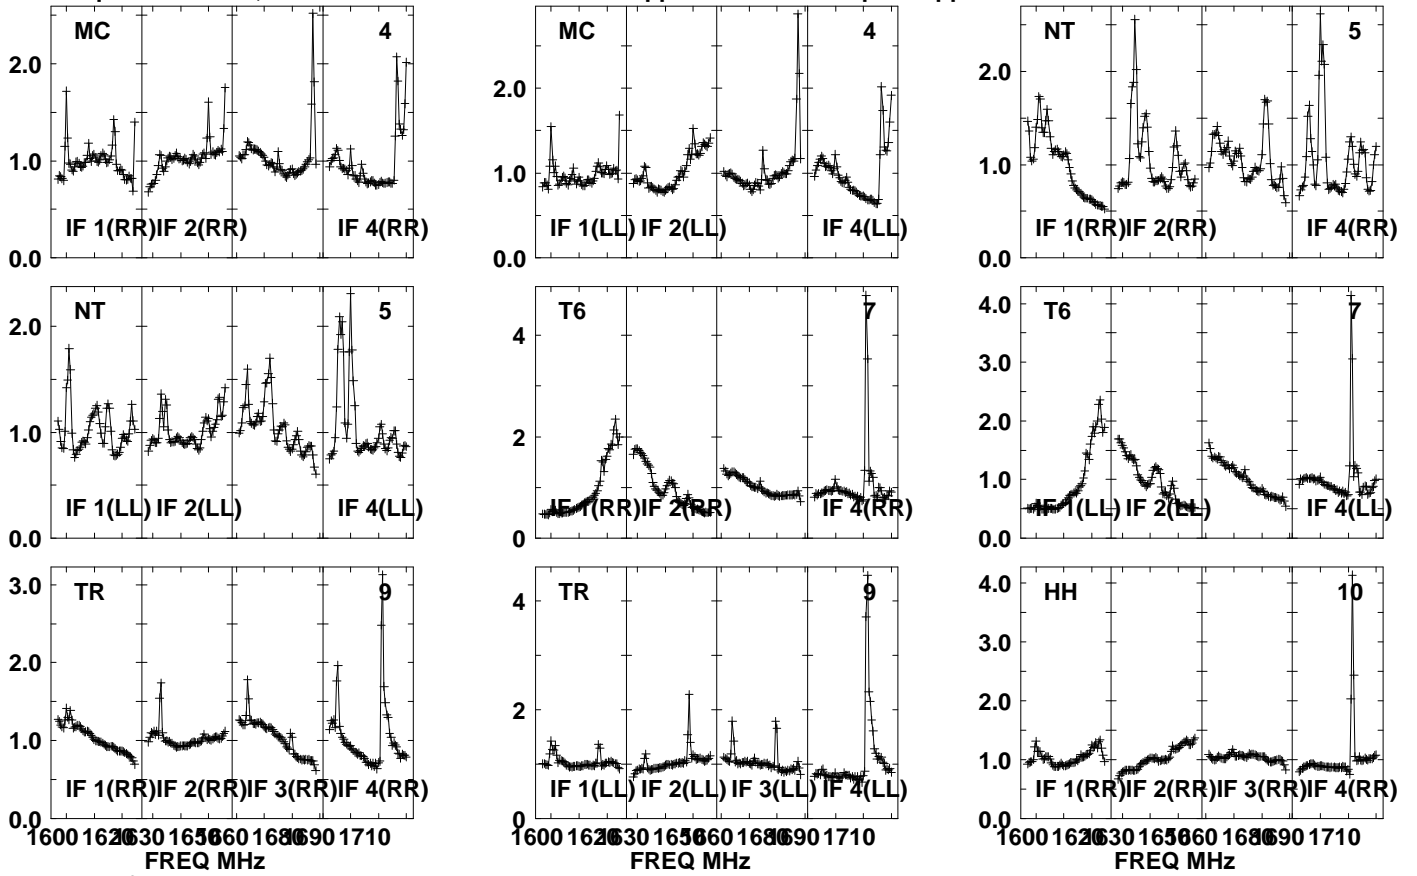 MC 4
2.0
1.0
0.0
IF 1(RR) IF 2(RR) IF 4(RR)
MC 4
2.0
1.0
0.0
IF 1(LL) IF 2(LL) IF 4(LL)
NT 5
2.0
1.0
0.0
IF 1(RR) IF 2(RR) IF 4(RR)
NT 5
2.0
1.0
0.0
IF 1(LL) IF 2(LL) IF 4(LL)
T6 7
4
2
0
IF 1(RR) IF 2(RR) IF 4(RR)
T6 7
4.0
3.0
2.0
1.0
0.0
IF 1(LL) IF 2(LL) IF 4(LL)
TR 9
3.0
2.0
1.0
0.0
IF 1(RR) IF 2(RR) IF 3(RR) IF 4(RR)
1600 1620 1630 1650 1660 1680 1690 1710
FREQ MHz
TR 9
4
2
0
IF 1(LL) IF 2(LL) IF 3(LL) IF 4(LL)
1600 1620 1630 1650 1660 1680 1690 1710
FREQ MHz
HH 10
4.0
3.0
2.0
1.0
0.0
IF 1(RR) IF 2(RR) IF 3(RR) IF 4(RR)
1600 1620 1630 1650 1660 1680 1690 1710
FREQ MHz